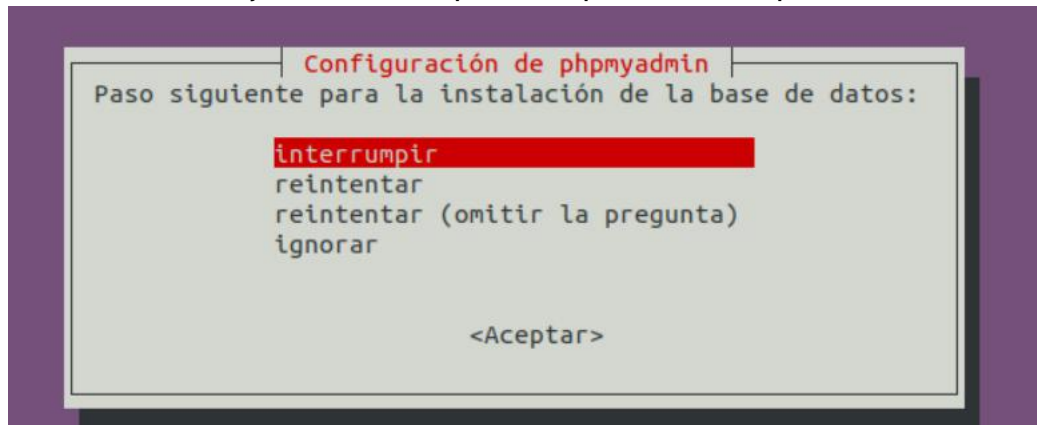 Configuración de phpmyadmin
Paso siguiente para la instalación de la base de datos:
interrumpir
reintentar
reintentar (omitir la pregunta)
ignorar
<Aceptar>